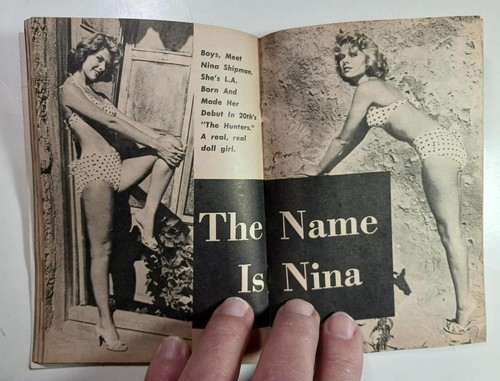 Boys, Meet
Nina Shipman,
She's L.A.
Born And
Made Her
Debut In 20th's
"The Hunters."
A real, real
doll girl.
The Name
Is Nina